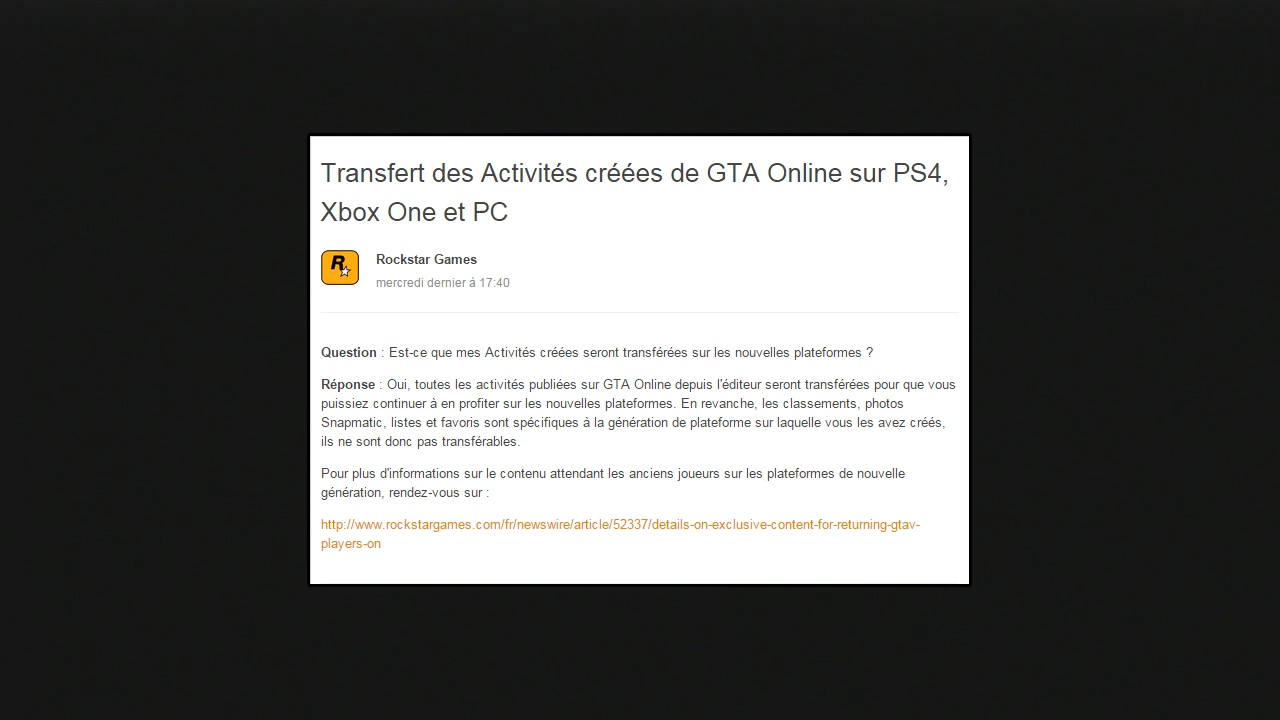 Transfert des Activités créées de GTA Online sur PS4,
Xbox One et PC
R
Rockstar Games
mercredi dernier à 17:40
Question : Est-ce que mes Activités créées seront transférées sur les nouvelles plateformes ?
Réponse : Oui, toutes les activités publiées sur GTA Online depuis l'éditeur seront transférées pour que vous
puissiez continuer à en profiter sur les nouvelles plateformes. En revanche, les classements, photos
Snapmatic, listes et favoris sont spécifiques à la génération de plateforme sur laquelle vous les avez créés,
ils ne sont donc pas transférables.
Pour plus d'informations sur le contenu attendant les anciens joueurs sur les plateformes de nouvelle
génération, rendez-vous sur :
http://www.rockstargames.com/fr/newswire/article/52337/details-on-exclusive-content-for-returning-gtav-
players-on